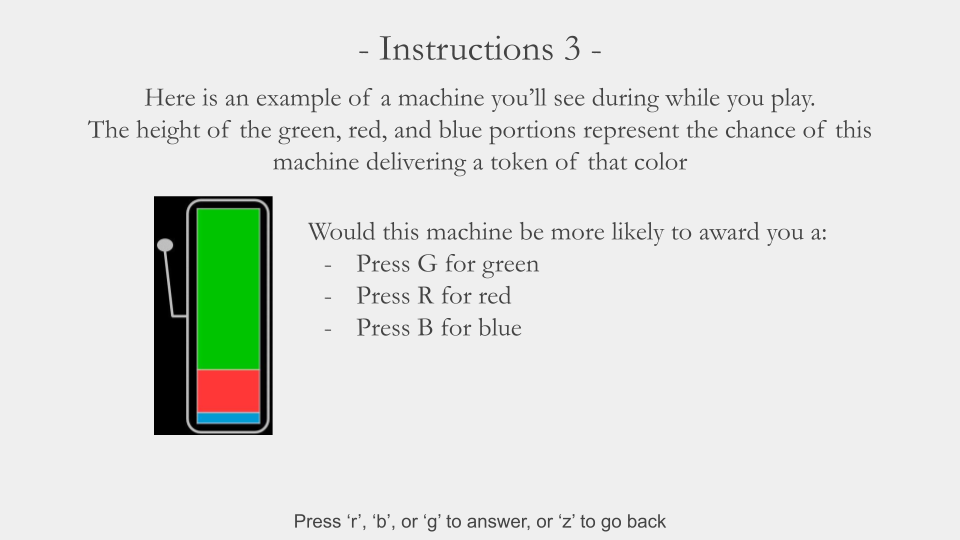 - Instructions 3 -
Here is an example of a machine you’ll see during while you play.
The height of the green, red, and blue portions represent the chance of this
machine delivering a token of that color
Would this machine be more likely to award you a:
- Press G for green
- Press R for red
- Press B for blue
Press ‘r’, ‘b’, or ‘g’ to answer, or ‘z’ to go back